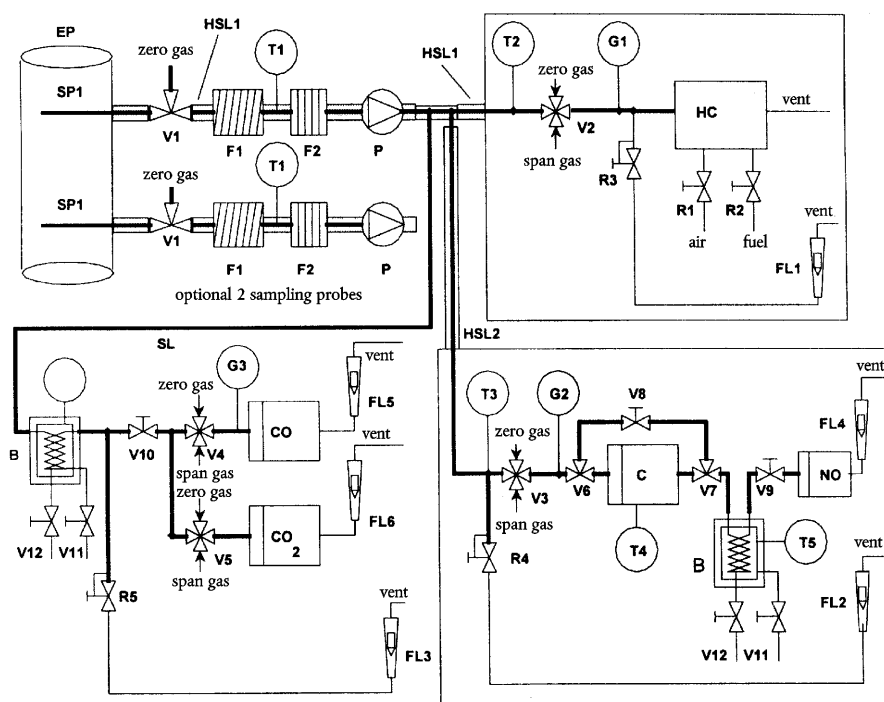 EP
HSL1
zero gas
T1
SP1
V1
F1
F2
P
HSL1
T2
G1
zero gas
V2
span gas
HC
vent
R3
R1
R2
air
fuel
vent
FL1
zero gas
T1
SP1
V1
F1
F2
P
optional 2 sampling probes
SL
HSL2
vent
zero gas
G3
FL5
B
CO
V10
V4
span gas
zero gas
vent
CO
2
FL6
V5
span gas
V12
V11
R5
vent
FL3
T3
G2
V8
vent
FL4
zero gas
V3
span gas
V6
C
V7
V9
NO
T4
T5
B
R4
vent
FL2
V12
V11